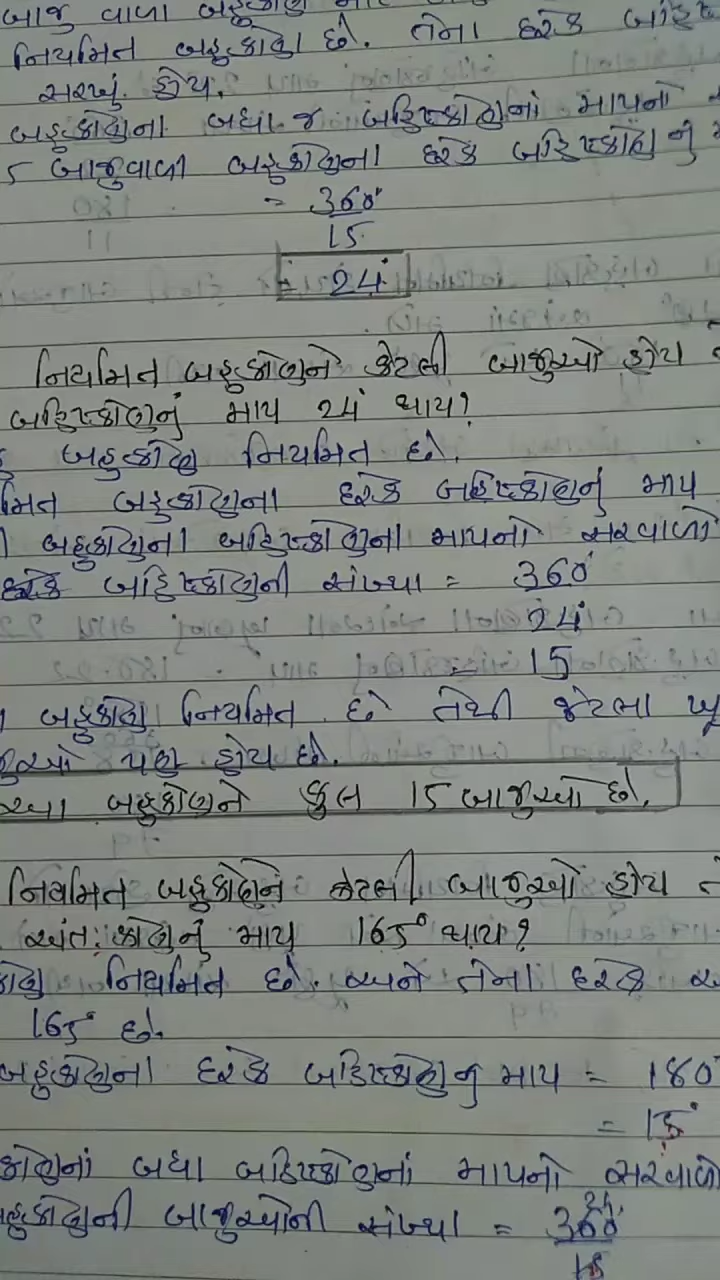 બાજુ વાળા બહુકોણ માટે
નિયમિત બહુકોણ છે. તેના દરેક
સરખું હોય.
બહુકોણના બધા જ બહિષ્કોણનાં માપનો
5 બાજુવાળા બહુકોણના દરેક બહિષ્કોણ નું
= 360°
15
= 24°
નિયમિત બહુકોણને કેટલી બાજુઓ હોય
બહિષ્કોણનું માપ 24° થાય?
બહુકોણ નિયમિત છે.
મિત બહુકોણના દરેક બહિષ્કોણનું માપ
બહુકોણના બહિષ્કોણના માપનો સરવાળો
દરેક બહિષ્કોણની સંખ્યા = 360°
24°
= 15
બહુકોણ નિયમિત છે તેથી જેટલા ખૂ
જુઓ પણ હોય છે.
આ બહુકોણને કુલ 15 બાજુઓ છે.
નિયમિત બહુકોણને કેટલી બાજુઓ હોય તે
અંતઃકોણનું માપ 165° થાય?
કોણ નિયમિત છે. અને તેના દરેક અ
165° છે.
બહુકોણના દરેક બહિષ્કોણનું માપ = 180°
= 15°
કોણનાં બધા બહિષ્કોણનાં માપનો સરવાળો
બહુકોણની બાજુઓની સંખ્યા = 360°
24
15